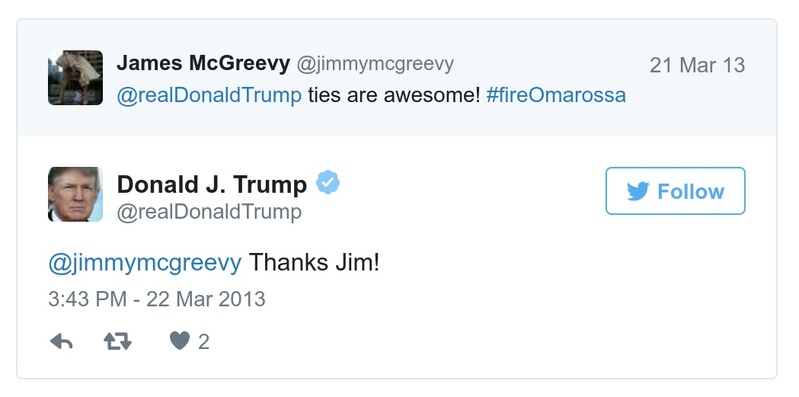 James McGreevy @jimmymcgreevy 21 Mar 13
@realDonaldTrump ties are awesome! #fireOmarossa
Donald J. Trump
@realDonaldTrump
Follow
@jimmymcgreevy Thanks Jim!
3:43 PM - 22 Mar 2013
2